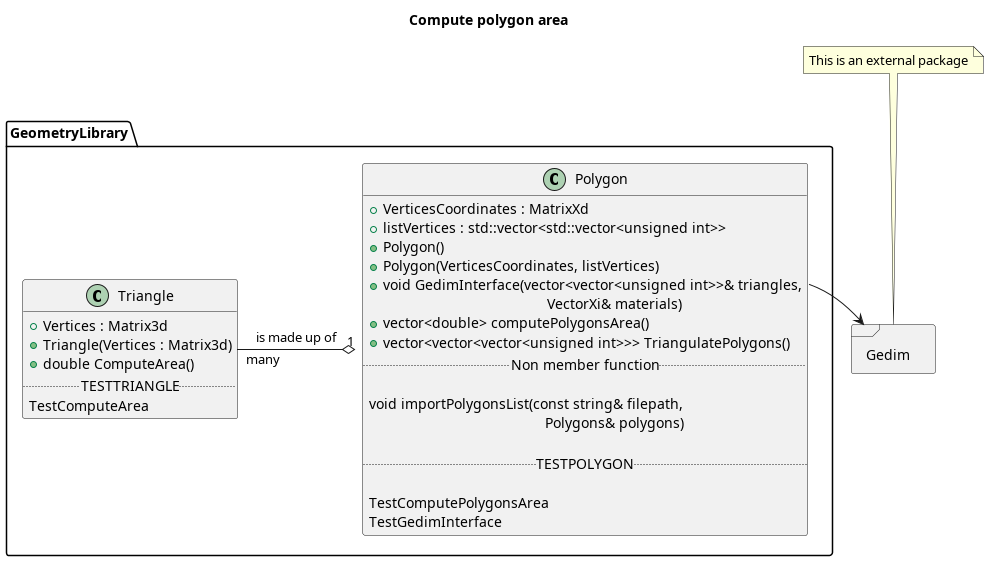 Compute polygon area
This is an external package
GeometryLibrary
C Polygon
VerticesCoordinates : MatrixXd
listVertices : std::vector<std::vector<unsigned int>>
Polygon()
Polygon(VerticesCoordinates, listVertices)
void GedimInterface(vector<vector<unsigned int>>& triangles,
VectorXi& materials)
vector<double> computePolygonsArea()
vector<vector<vector<unsigned int>>> TriangulatePolygons()
Non member function
void importPolygonsList(const string& filepath,
Polygons& polygons)
TESTPOLYGON
TestComputePolygonsArea
TestGedimInterface
C Triangle
Vertices : Matrix3d
Triangle(Vertices : Matrix3d)
double ComputeArea()
TESTTRIANGLE
TestComputeArea
is made up of
1
many
Gedim